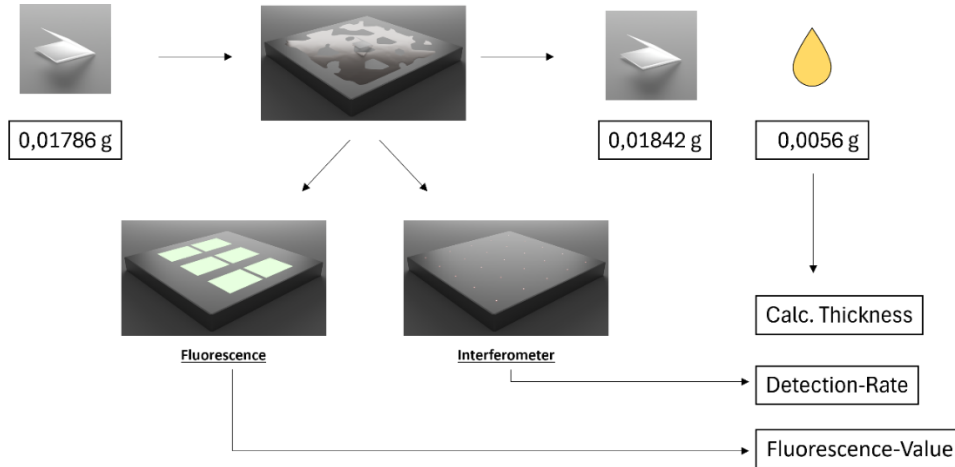 0,01786 g
0,01842 g
0,0056 g
Fluorescence
Interferometer
Calc. Thickness
Detection-Rate
Fluorescence-Value